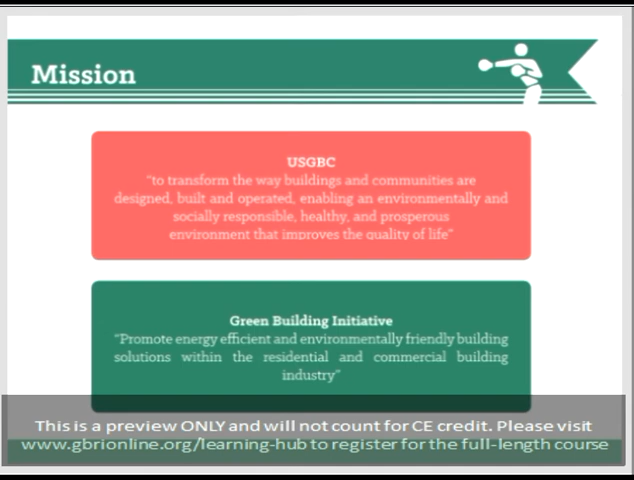 Mission
USGBC
"to transform the way buildings and communities are
designed, built and operated, enabling an environmentally and
socially responsible, healthy, and prosperous
environment that improves the quality of life"
Green Building Initiative
"Promote energy efficient and environmentally friendly building
solutions within the residential and commercial building
industry"
This is a preview ONLY and will not count for CE credit. Please visit
www.gbrionline.org/learning-hub to register for the full-length course